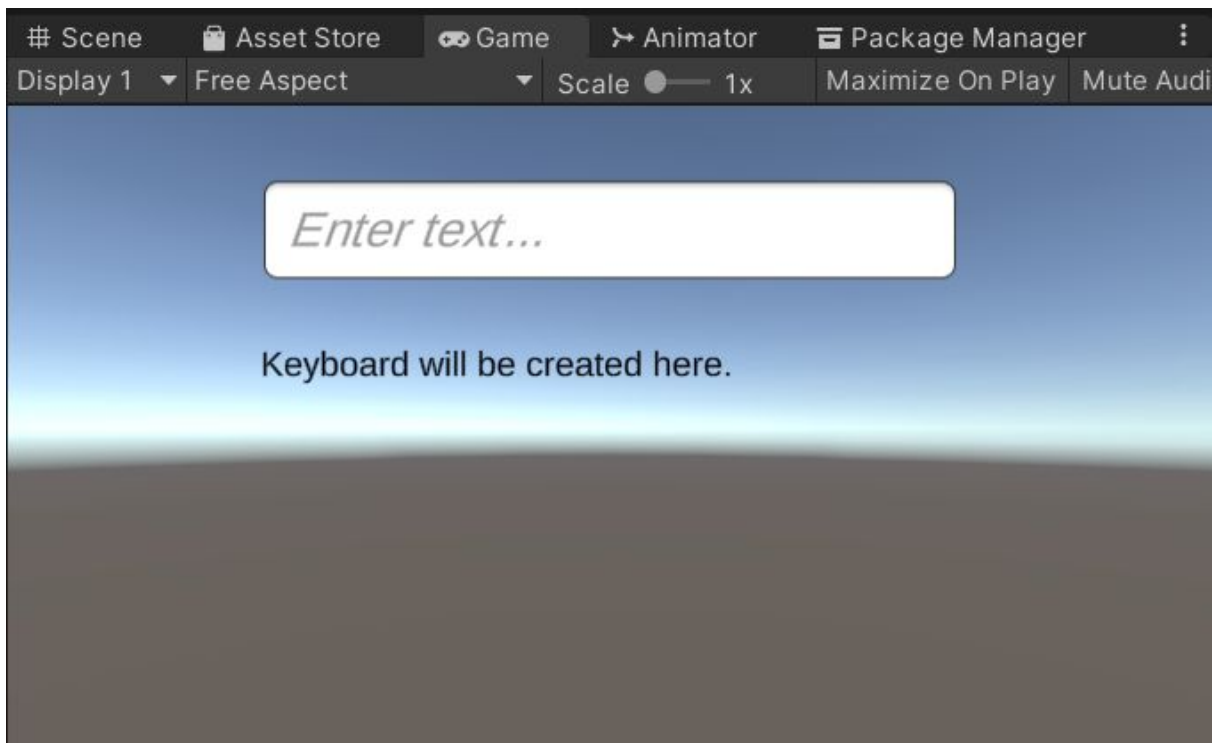 Scene Asset Store Game Animator Package Manager
Display 1 Free Aspect Scale 1x Maximize On Play Mute Audi
Enter text...
Keyboard will be created here.